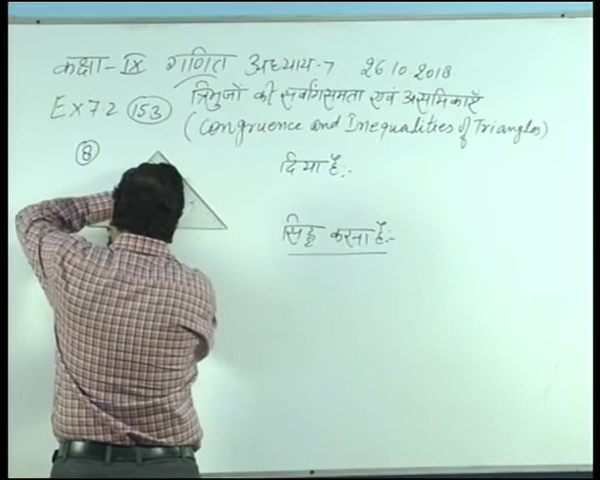 कक्षा-IX गणित अध्याय-7 26.10.2018
Ex 7.2 (153) त्रिभुजों की सर्वांगसमता एवं असमिकाएँ
(Congruence and Inequalities of Triangles)
8 दिया है:-
सिद्ध करना है:-